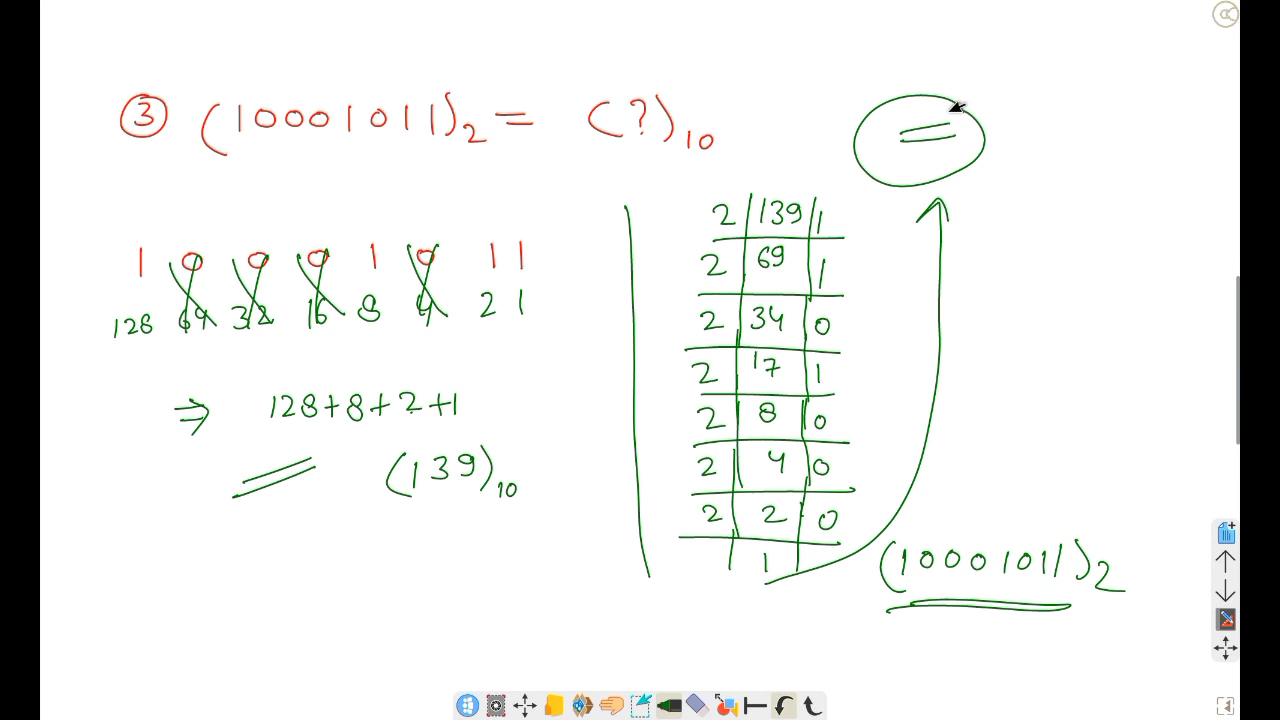 ③ (10001011)₂ = (?)₁₀
1 0 0 0 1 0 1 1
128 64 32 16 8 4 2 1
⇒ 128+8+2+1
(139)₁₀
=
2 139 1
2 69 1
2 34 0
2 17 1
2 8 0
2 4 0
2 2 0
1
(10001011)₂